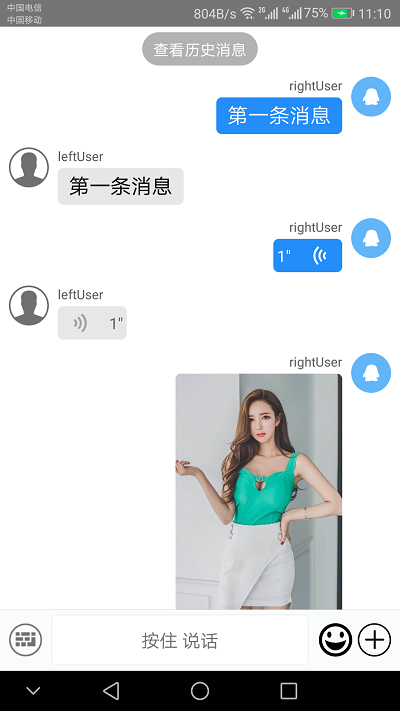 中国电信
中国移动
804B/s 2G 4G 75% 11:10
查看历史消息
rightUser
第一条消息
leftUser
第一条消息
rightUser
1"
leftUser
1"
rightUser
按住 说话